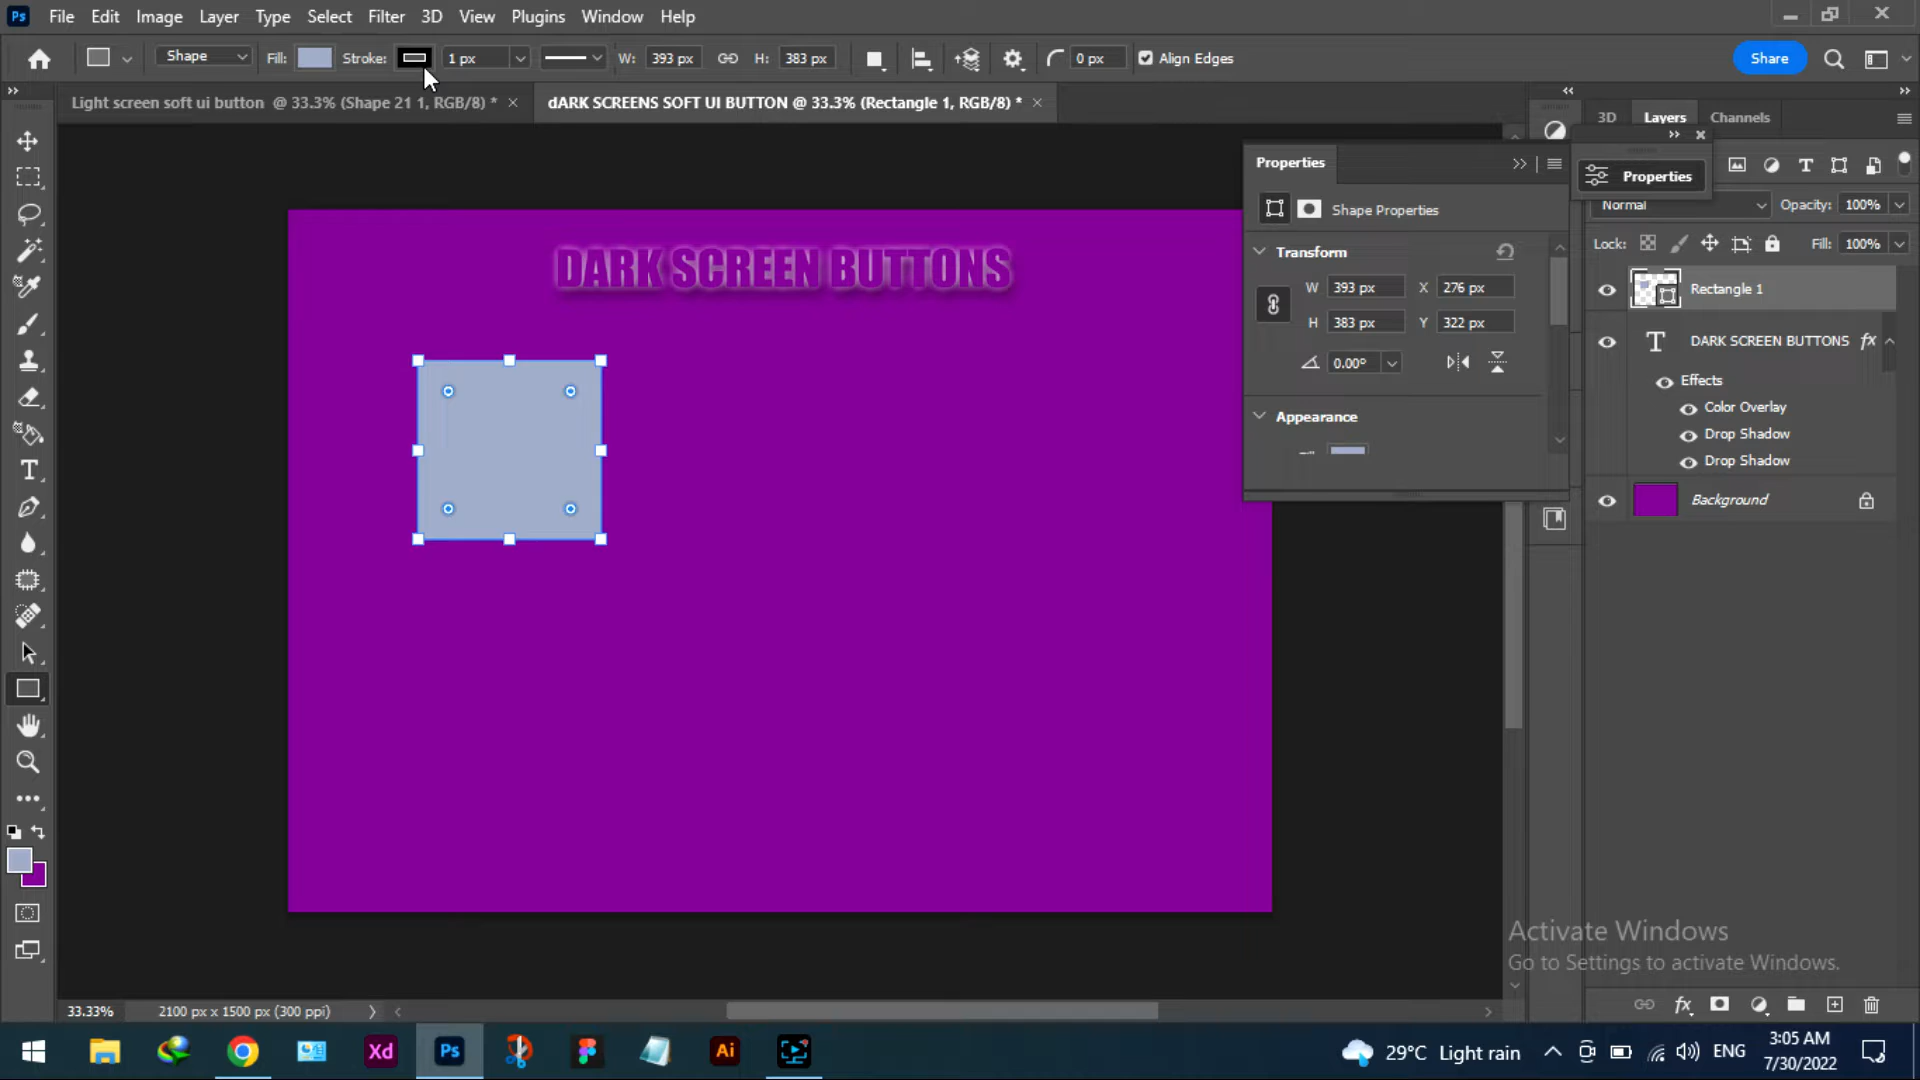 Ps File Edit Image Layer Type Select Filter 3D View Plugins Window Help
Shape Fill: Stroke: 1 px W: 393 px H: 383 px 0 px Align Edges Share
Light screen soft ui button @ 33.3% (Shape 21 1, RGB/8) * dARK SCREENS SOFT UI BUTTON @ 33.3% (Rectangle 1, RGB/8) *
3D Layers Channels
Properties
Properties
Shape Properties
Normal Opacity: 100%
Transform
Lock: Fill: 100%
W 393 px X 276 px
H 383 px Y 322 px
0.00°
Appearance
DARK SCREEN BUTTONS
Rectangle 1
T DARK SCREEN BUTTONS fx
Effects
Color Overlay
Drop Shadow
Drop Shadow
Background
Activate Windows
Go to Settings to activate Windows.
33.33% 2100 px x 1500 px (300 ppi)
fx
Xd Ps Ai 29°C Light rain ENG 3:05 AM
7/30/2022